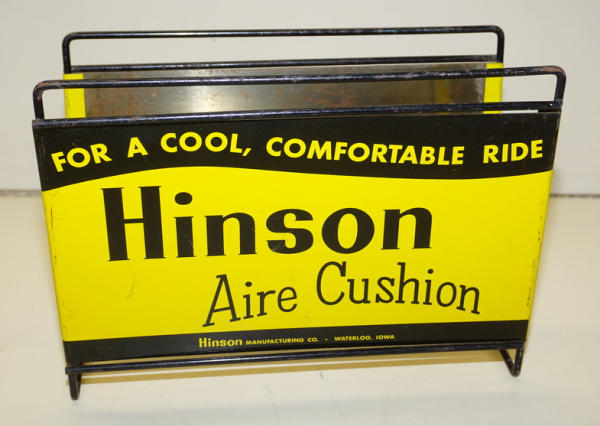 FOR A COOL, COMFORTABLE RIDE
Hinson
Aire Cushion
Hinson MANUFACTURING CO. • WATERLOO, IOWA